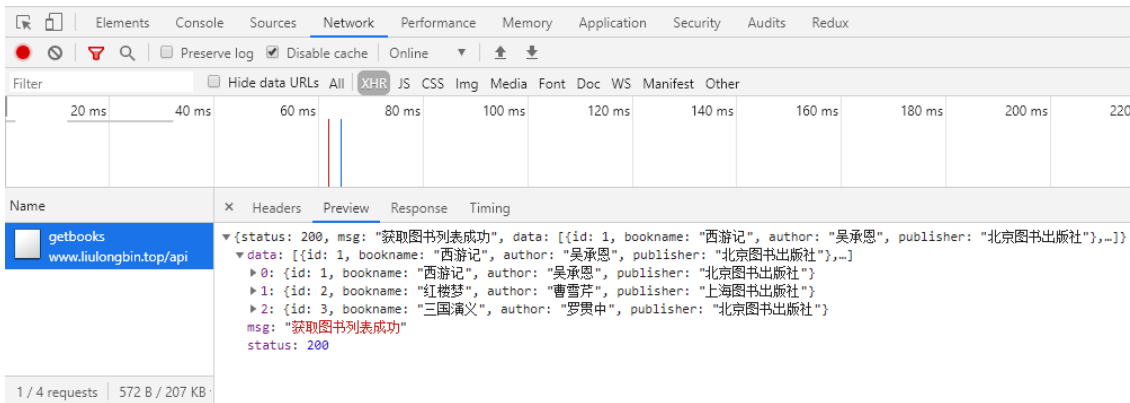 Elements Console Sources Network Performance Memory Application Security Audits Redux
Preserve log Disable cache Online
Filter Hide data URLs All XHR JS CSS Img Media Font Doc WS Manifest Other
20 ms 40 ms 60 ms 80 ms 100 ms 120 ms 140 ms 160 ms 180 ms 200 ms 220
Name × Headers Preview Response Timing
getbooks
www.liulongbin.top/api
▼{status: 200, msg: "获取图书列表成功", data: [{id: 1, bookname: "西游记", author: "吴承恩", publisher: "北京图书出版社"},…]}
▼data: [{id: 1, bookname: "西游记", author: "吴承恩", publisher: "北京图书出版社"},…]
▶0: {id: 1, bookname: "西游记", author: "吴承恩", publisher: "北京图书出版社"}
▶1: {id: 2, bookname: "红楼梦", author: "曹雪芹", publisher: "上海图书出版社"}
▶2: {id: 3, bookname: "三国演义", author: "罗贯中", publisher: "北京图书出版社"}
msg: "获取图书列表成功"
status: 200
1 / 4 requests 572 B / 207 KB